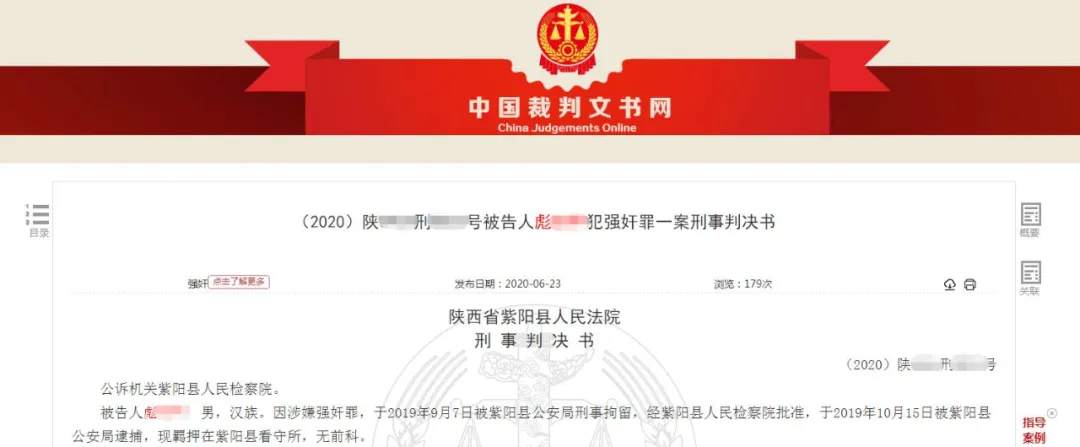 中国裁判文书网
China Judgements Online
目录
概要
关联
（2020）陕 刑 号被告人彪 犯强奸罪一案刑事判决书
强奸 点击了解更多 发布日期：2020-06-23 浏览：179次
陕西省紫阳县人民法院
刑 事 判 决 书
（2020）陕 刑 号
公诉机关紫阳县人民检察院。
被告人彪 男，汉族。因涉嫌强奸罪，于2019年9月7日被紫阳县公安局刑事拘留，经紫阳县人民检察院批准，于2019年10月15日被紫阳县
公安局逮捕，现羁押在紫阳县看守所，无前科。
指导
案例